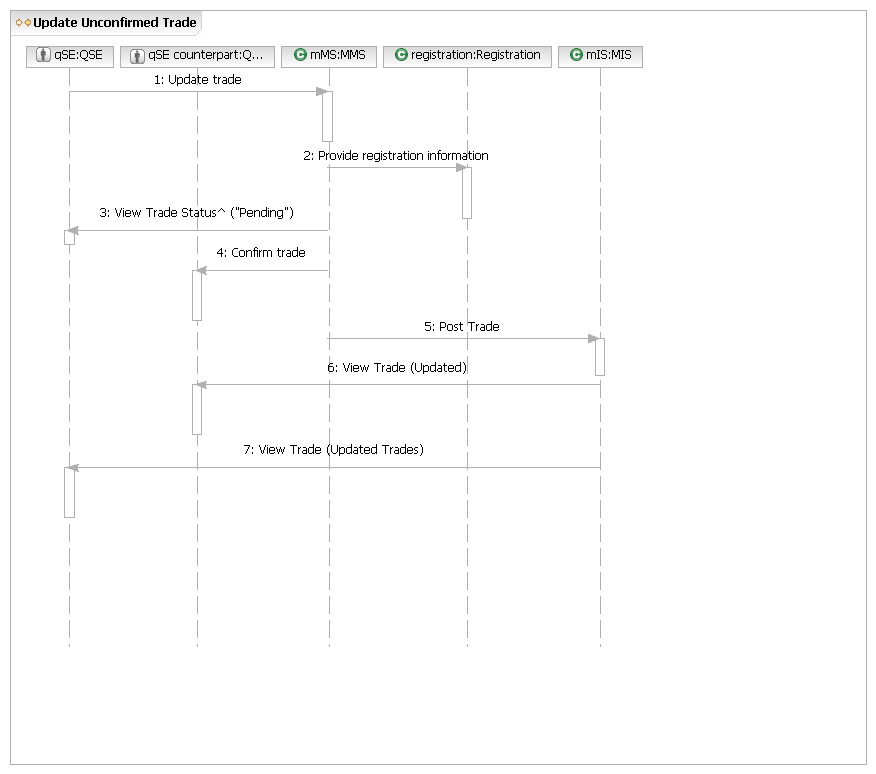 Update Unconfirmed Trade
qSE:QSE
qSE counterpart:Q...
mMS:MMS
registration:Registration
mIS:MIS
1: Update trade
2: Provide registration information
3: View Trade Status^ ("Pending")
4: Confirm trade
5: Post Trade
6: View Trade (Updated)
7: View Trade (Updated Trades)